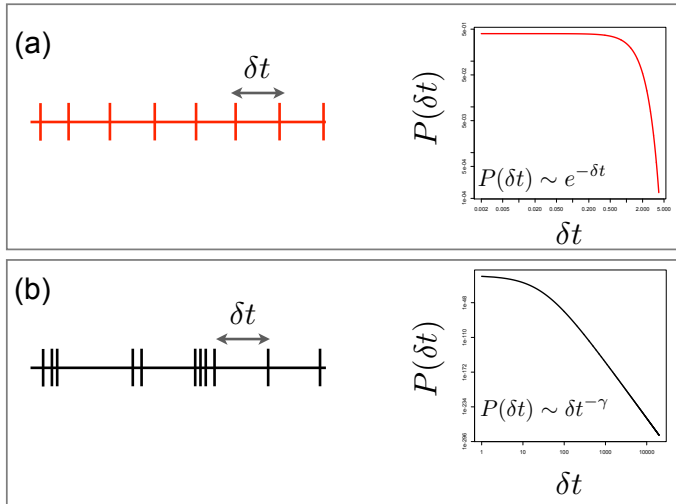 (a)
δt
P(δt)
5e-01
5e-02
5e-03
5e-04
1e-04
P(δt) ∼ e^{−δt}
0.002 0.005 0.020 0.050 0.200 0.500 2.000 5.000
δt
(b)
δt
P(δt)
1e-48
1e-110
1e-172
1e-234
1e-296
P(δt) ∼ δt^{−γ}
1 10 100 1000 10000
δt